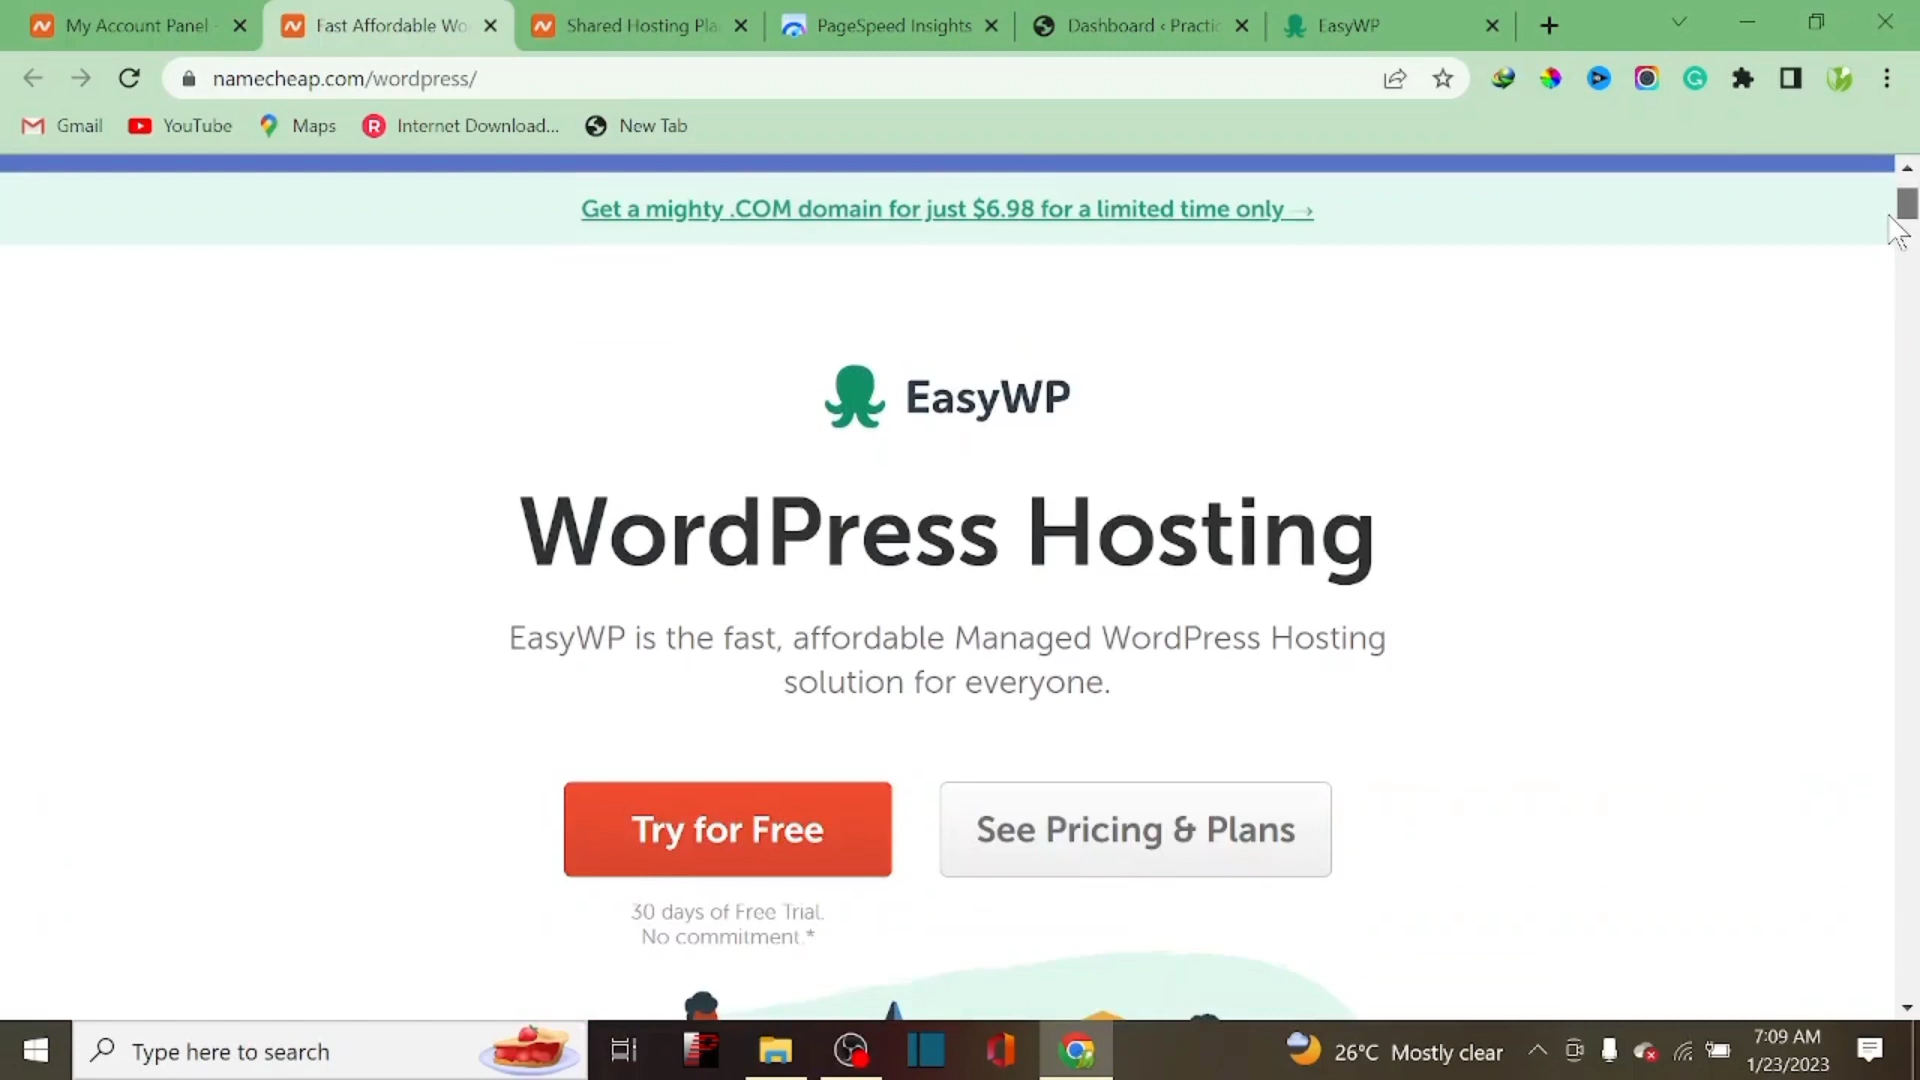 My Account Panel -
Fast Affordable Wo
Shared Hosting Pla
PageSpeed Insights
Dashboard ‹ Practic
EasyWP
namecheap.com/wordpress/
Gmail
YouTube
Maps
Internet Download...
New Tab
Get a mighty .COM domain for just $6.98 for a limited time only →
EasyWP
WordPress Hosting
EasyWP is the fast, affordable Managed WordPress Hosting
solution for everyone.
Try for Free
See Pricing & Plans
30 days of Free Trial.
No commitment.*
Type here to search
26°C Mostly clear
7:09 AM
1/23/2023